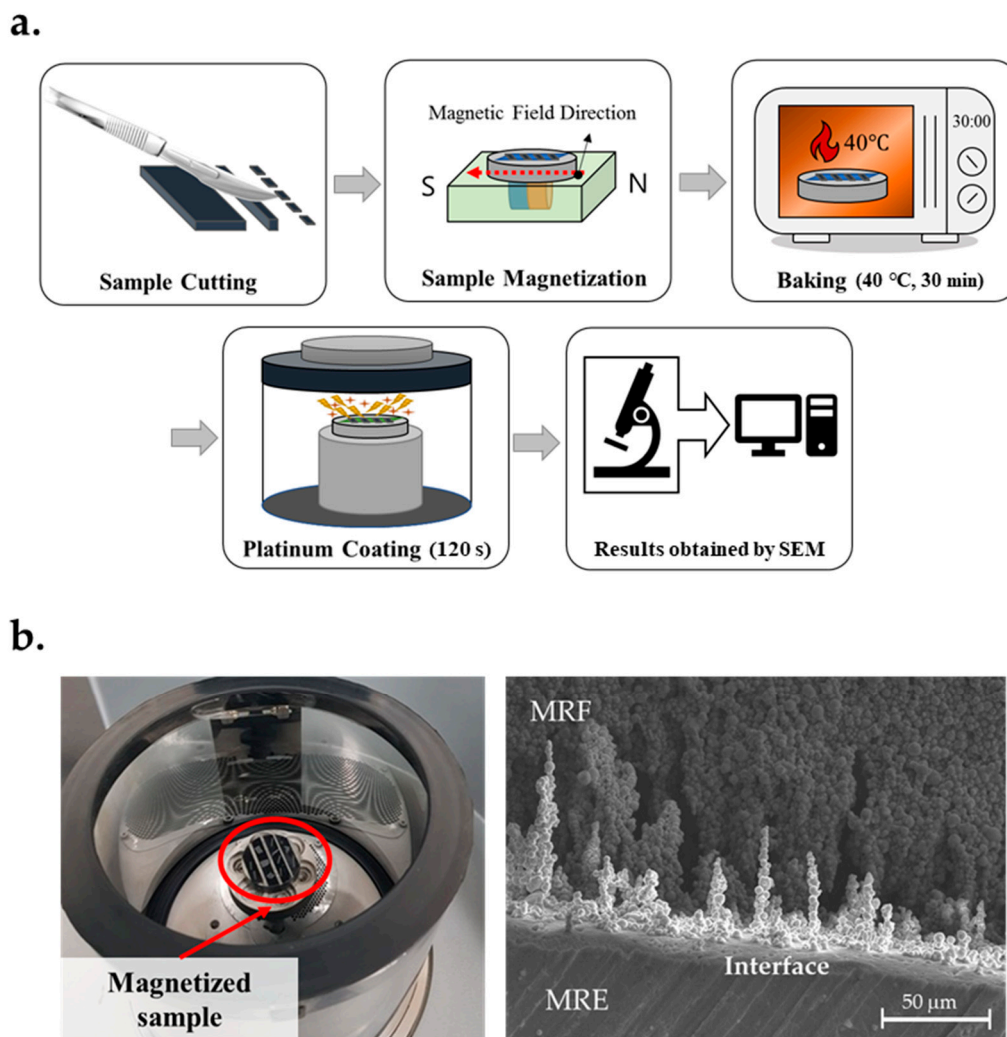 a.
Magnetic Field Direction
S
N
30:00
40℃
Sample Cutting
Sample Magnetization
Baking (40 ℃, 30 min)
Platinum Coating (120 s)
Results obtained by SEM
b.
Magnetized
sample
MRF
Interface
MRE
50 μm